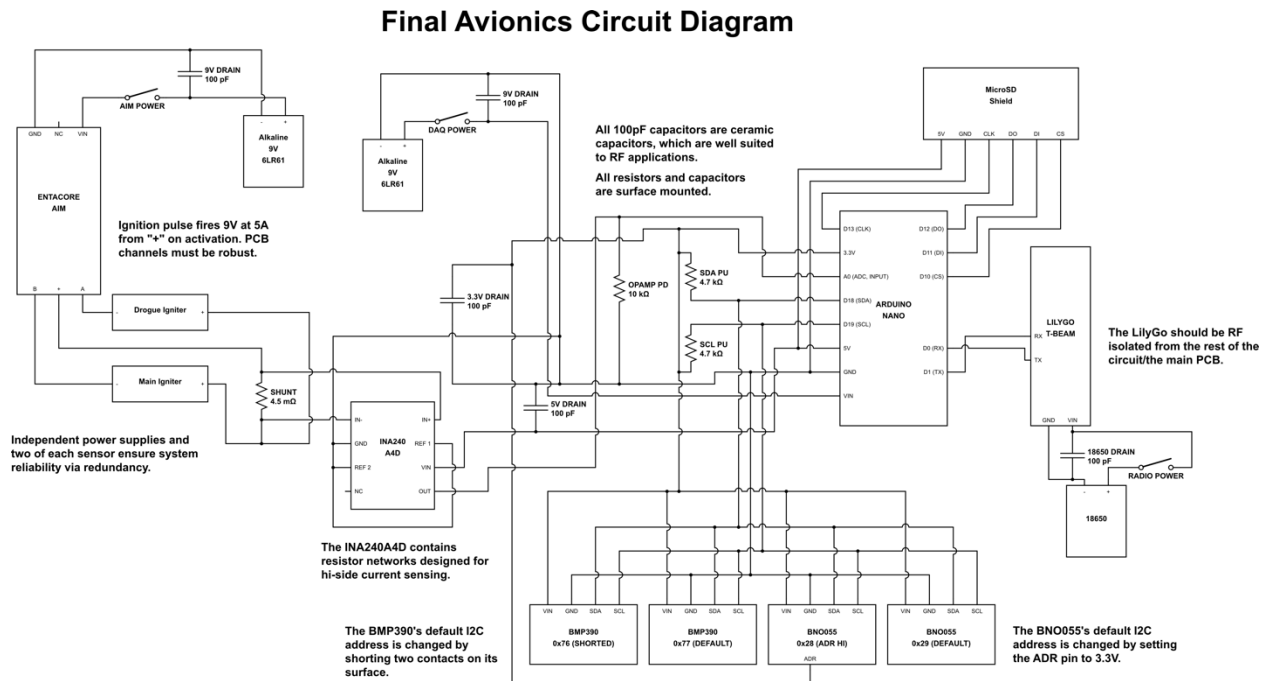 Final Avionics Circuit Diagram
9V DRAIN
100 pF
AIM POWER
GND
NC
VIN
-
+
Alkaline
9V
6LR61
ENTACORE
AIM
B
+
A
Ignition pulse fires 9V at 5A
from "+" on activation. PCB
channels must be robust.
-
Drogue Igniter
+
-
Main Igniter
+
SHUNT
4.5 mΩ
Independent power supplies and
two of each sensor ensure system
reliability via redundancy.
9V DRAIN
100 pF
DAQ POWER
-
+
Alkaline
9V
6LR61
All 100pF capacitors are ceramic
capacitors, which are well suited
to RF applications.
All resistors and capacitors
are surface mounted.
3.3V DRAIN
100 pF
OPAMP PD
10 kΩ
SDA PU
4.7 kΩ
SCL PU
4.7 kΩ
5V DRAIN
100 pF
IN-
IN+
GND
REF 1
REF 2
VIN
NC
OUT
INA240
A4D
The INA240A4D contains
resistor networks designed for
hi-side current sensing.
MicroSD
Shield
5V
GND
CLK
DO
DI
CS
D13 (CLK)
3.3V
A0 (ADC, INPUT)
D18 (SDA)
D19 (SCL)
5V
GND
VIN
D12 (DO)
D11 (DI)
D10 (CS)
ARDUINO
NANO
D0 (RX)
D1 (TX)
LILYGO
T-BEAM
RX
TX
GND
VIN
The LilyGo should be RF
isolated from the rest of the
circuit/the main PCB.
18650 DRAIN
100 pF
RADIO POWER
-
+
18650
VIN
GND
SDA
SCL
BMP390
0x76 (SHORTED)
VIN
GND
SDA
SCL
BMP390
0x77 (DEFAULT)
VIN
GND
SDA
SCL
BNO055
0x28 (ADR HI)
ADR
VIN
GND
SDA
SCL
BNO055
0x29 (DEFAULT)
The BMP390's default I2C
address is changed by
shorting two contacts on its
surface.
The BNO055's default I2C
address is changed by setting
the ADR pin to 3.3V.